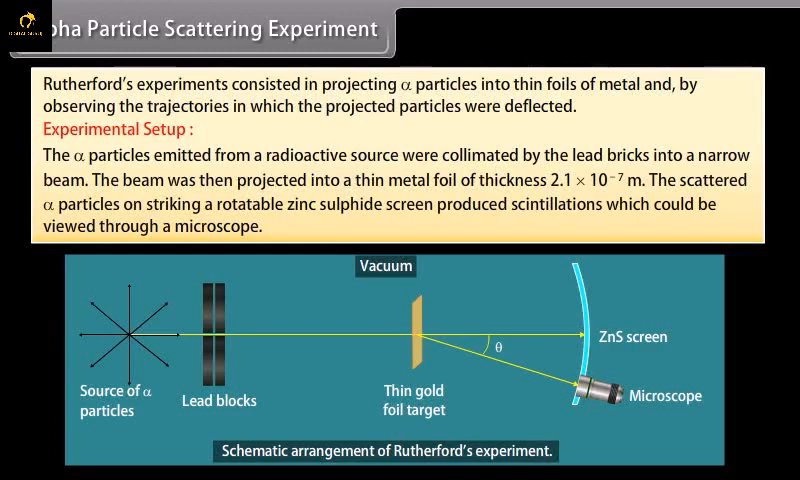 pha Particle Scattering Experiment
Rutherford's experiments consisted in projecting α particles into thin foils of metal and, by
observing the trajectories in which the projected particles were deflected.
Experimental Setup :
The α particles emitted from a radioactive source were collimated by the lead bricks into a narrow
beam. The beam was then projected into a thin metal foil of thickness 2.1 × 10⁻⁷ m. The scattered
α particles on striking a rotatable zinc sulphide screen produced scintillations which could be
viewed through a microscope.
Vacuum
θ
ZnS screen
Source of α
particles
Lead blocks
Thin gold
foil target
Microscope
Schematic arrangement of Rutherford's experiment.